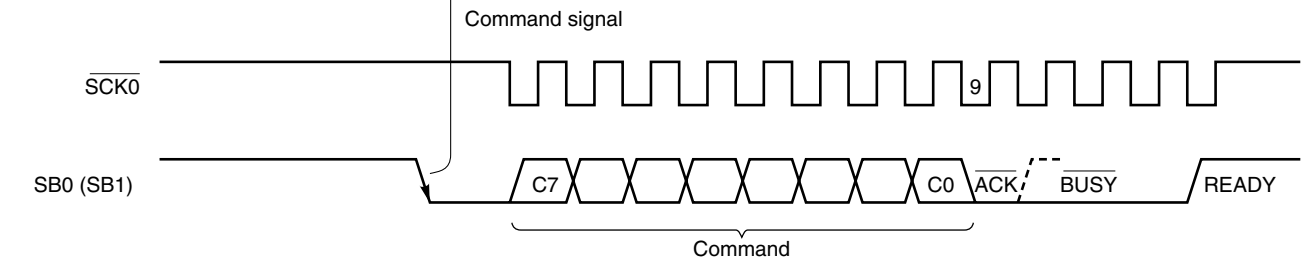 Command signal
SCK0
9
SB0 (SB1)
C7
C0
ACK
BUSY
READY
Command